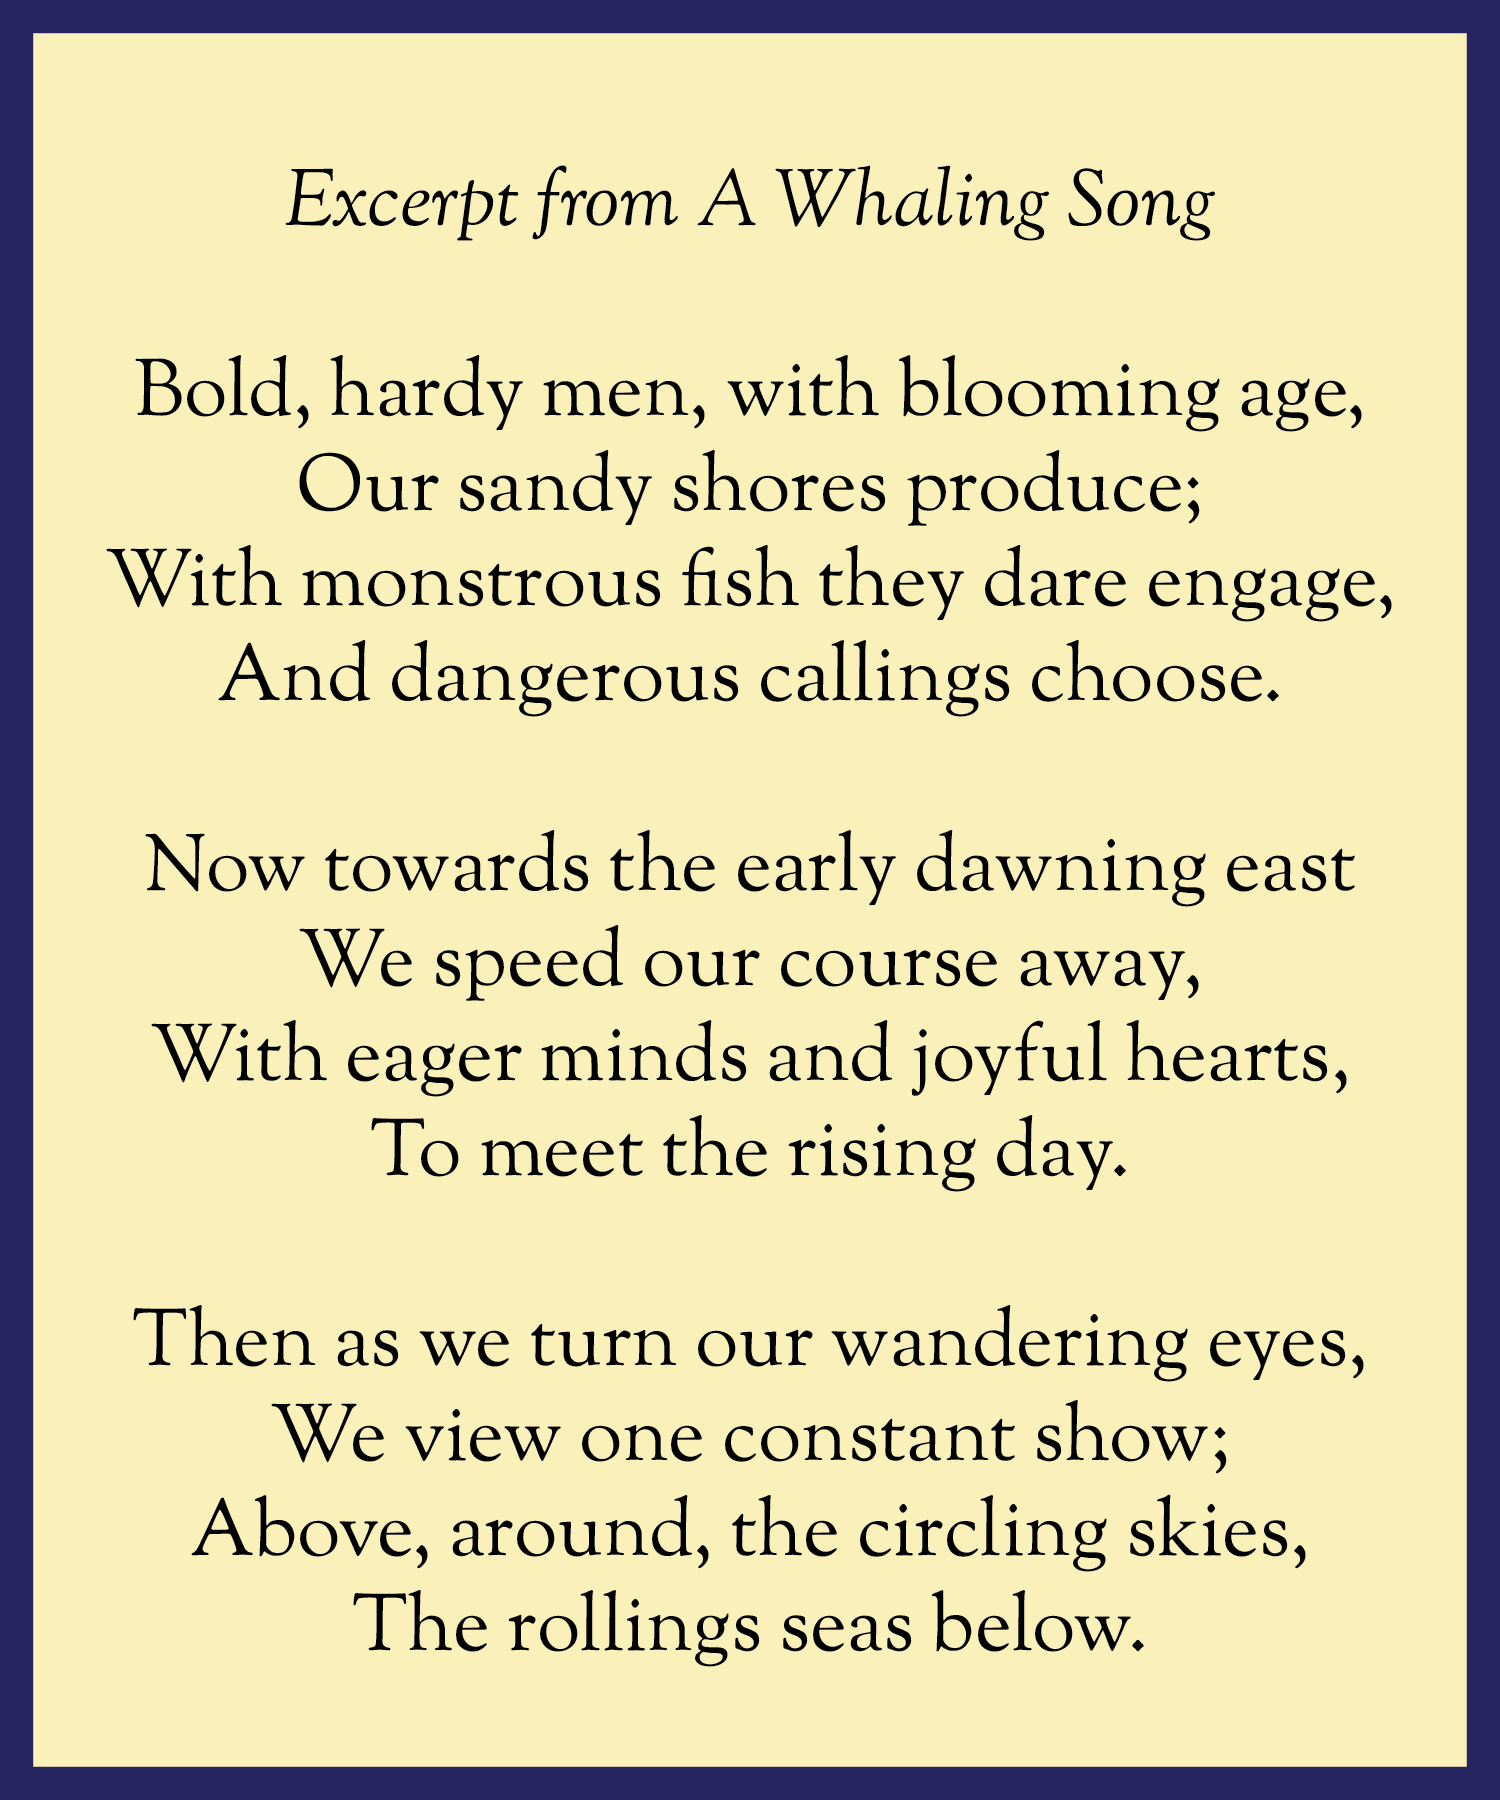 Excerpt from A Whaling Song
Bold, hardy men, with blooming age,
Our sandy shores produce;
With monstrous fish they dare engage,
And dangerous callings choose.
Now towards the early dawning east
We speed our course away,
With eager minds and joyful hearts,
To meet the rising day.
Then as we turn our wandering eyes,
We view one constant show;
Above, around, the circling skies,
The rollings seas below.